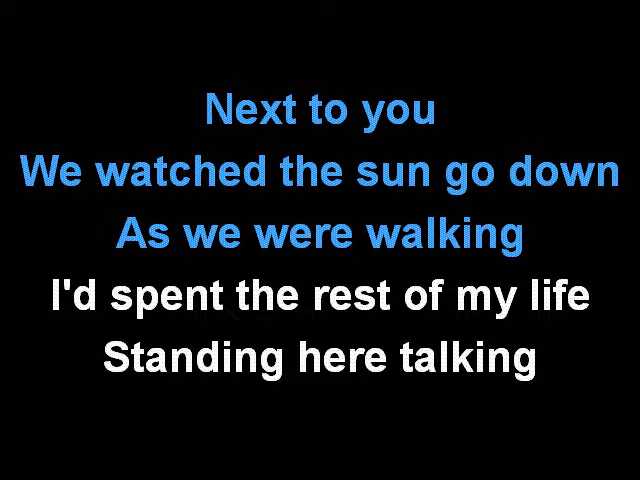 Next to you
We watched the sun go down
As we were walking
I'd spent the rest of my life
Standing here talking